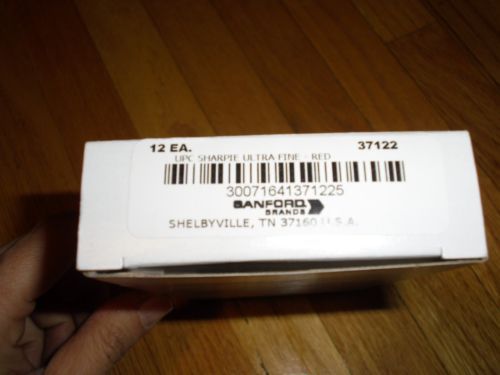 12 EA. 37122
UPC SHARPIE ULTRA FINE - RED
30071641371225
SANFORD
BRANDS
SHELBYVILLE, TN 37160 U.S.A.